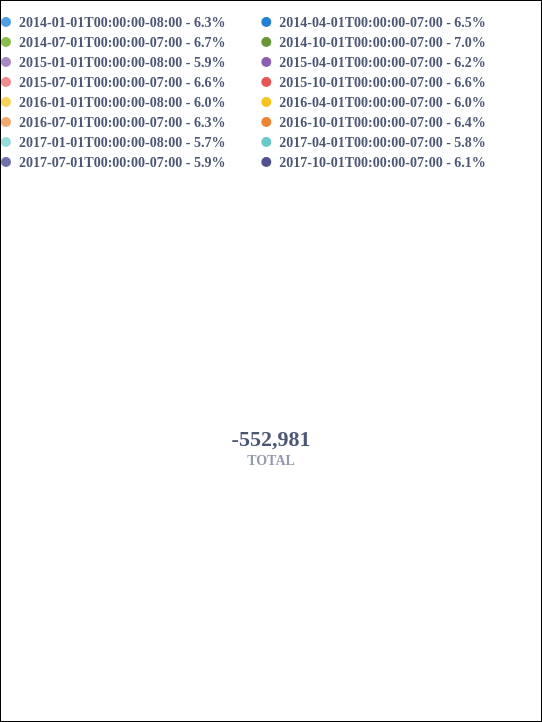 2014-01-01T00:00:00-08:00 - 6.3% 2014-04-01T00:00:00-07:00 - 6.5%
2014-07-01T00:00:00-07:00 - 6.7% 2014-10-01T00:00:00-07:00 - 7.0%
2015-01-01T00:00:00-08:00 - 5.9% 2015-04-01T00:00:00-07:00 - 6.2%
2015-07-01T00:00:00-07:00 - 6.6% 2015-10-01T00:00:00-07:00 - 6.6%
2016-01-01T00:00:00-08:00 - 6.0% 2016-04-01T00:00:00-07:00 - 6.0%
2016-07-01T00:00:00-07:00 - 6.3% 2016-10-01T00:00:00-07:00 - 6.4%
2017-01-01T00:00:00-08:00 - 5.7% 2017-04-01T00:00:00-07:00 - 5.8%
2017-07-01T00:00:00-07:00 - 5.9% 2017-10-01T00:00:00-07:00 - 6.1%
-552,981
TOTAL